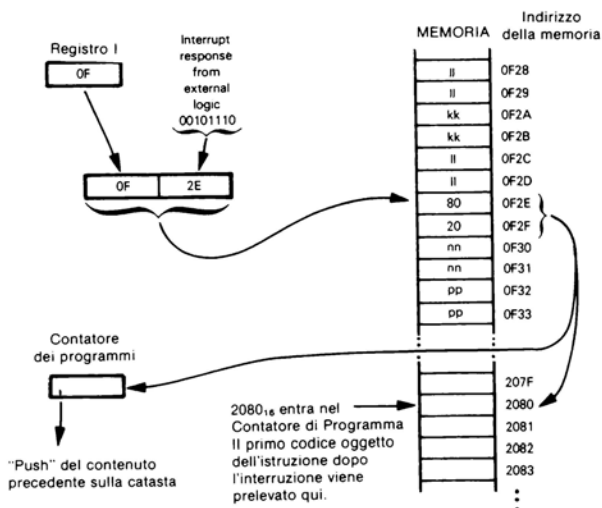 Registro I
0F
Interrupt
response
from
external
logic
00101110
0F 2E
MEMORIA
Indirizzo
della memoria
ll 0F28
ll 0F29
kk 0F2A
kk 0F2B
ll 0F2C
ll 0F2D
80 0F2E
20 0F2F
nn 0F30
nn 0F31
pp 0F32
pp 0F33
Contatore
dei programmi
"Push" del contenuto
precedente sulla catasta
2080₁₆ entra nel
Contatore di Programma
Il primo codice oggetto
dell'istruzione dopo
l'interruzione viene
prelevato qui.
207F
2080
2081
2082
2083